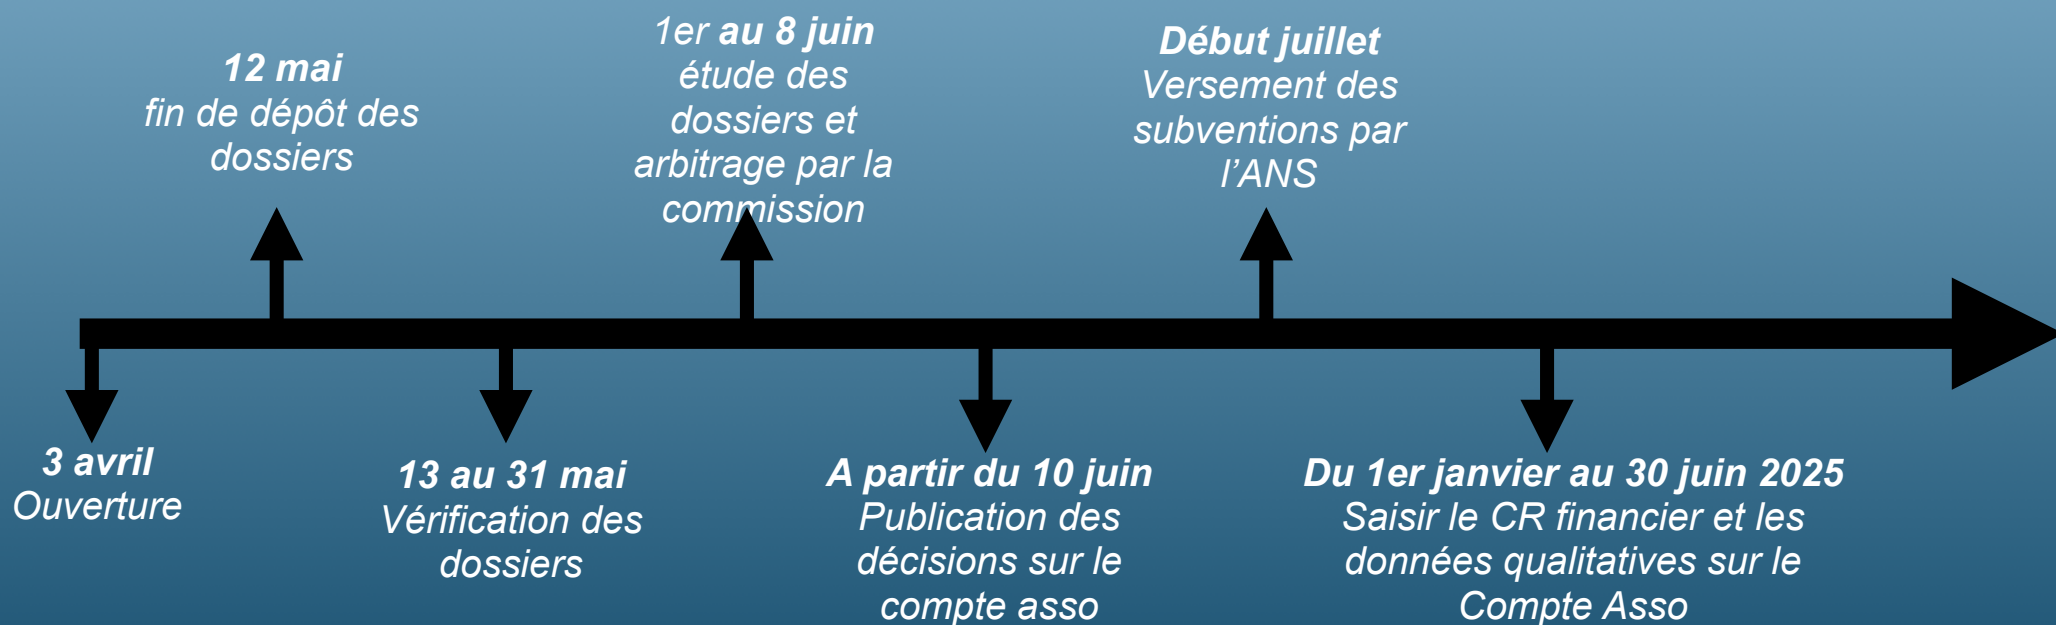 12 mai
fin de dépôt des
dossiers
1er au 8 juin
étude des
dossiers et
arbitrage par la
commission
Début juillet
Versement des
subventions par
l’ANS
3 avril
Ouverture
13 au 31 mai
Vérification des
dossiers
A partir du 10 juin
Publication des
décisions sur le
compte asso
Du 1er janvier au 30 juin 2025
Saisir le CR financier et les
données qualitatives sur le
Compte Asso